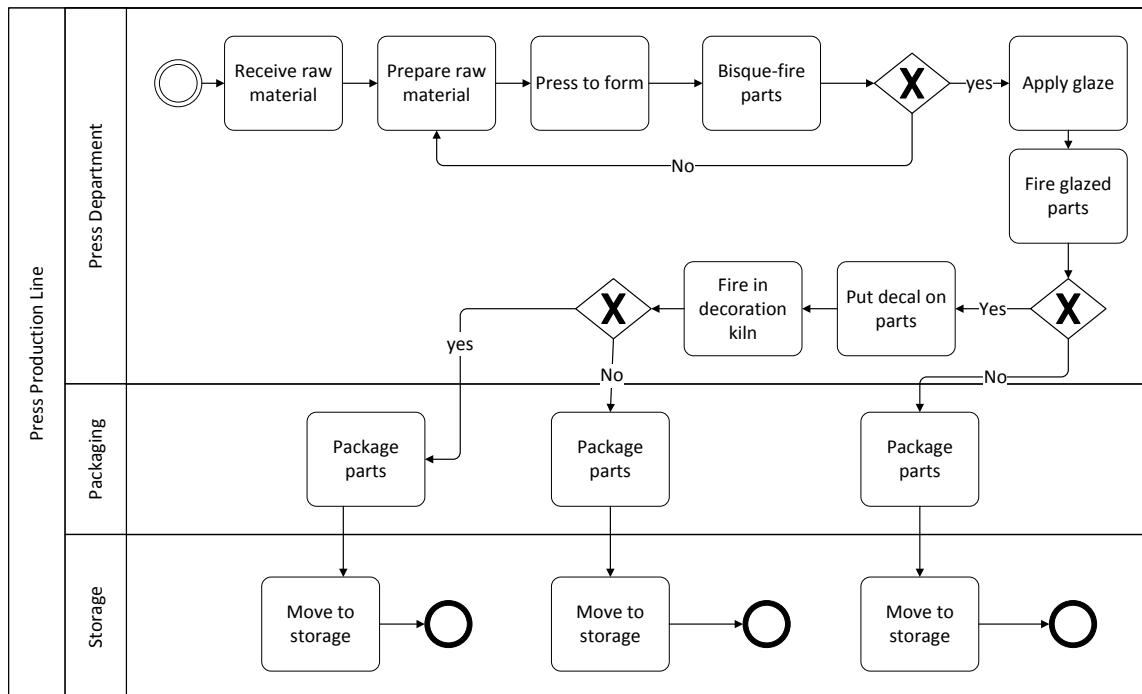 Press Production Line
Press Department
Receive raw
material
Prepare raw
material
Press to form
Bisque-fire
parts
X
yes
Apply glaze
No
Fire glazed
parts
X
Yes
Put decal on
parts
Fire in
decoration
kiln
X
yes
No
No
Packaging
Package
parts
Package
parts
Package
parts
Storage
Move to
storage
Move to
storage
Move to
storage